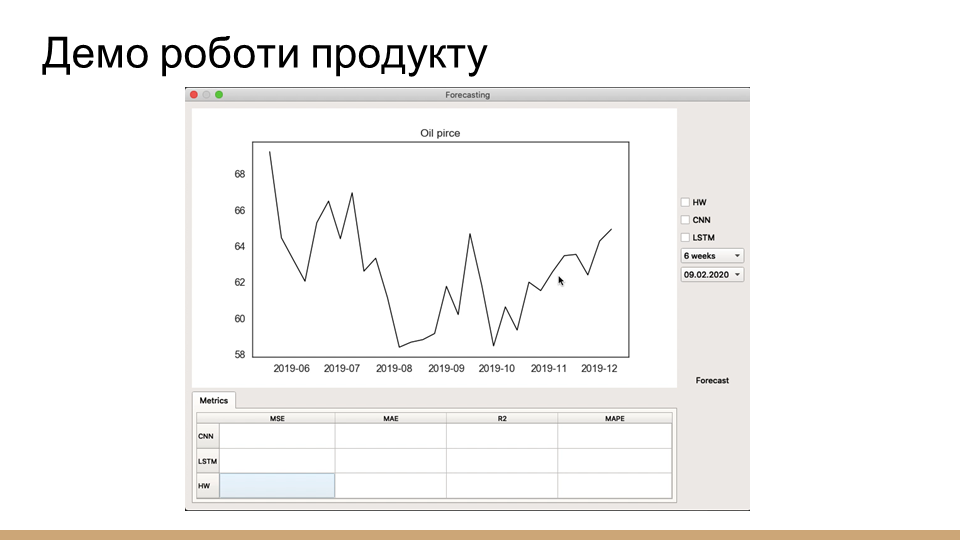 Демо роботи продукту
Forecasting
Oil pirce
68
66
64
62
60
58
2019-06 2019-07 2019-08 2019-09 2019-10 2019-11 2019-12
HW
CNN
LSTM
6 weeks
09.02.2020
Forecast
Metrics
MSE MAE R2 MAPE
CNN
LSTM
HW